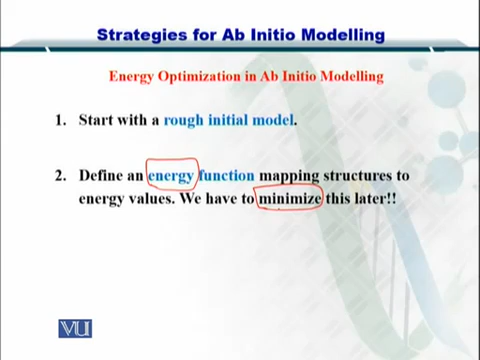 Strategies for Ab Initio Modelling
Energy Optimization in Ab Initio Modelling
1. Start with a rough initial model.
2. Define an energy function mapping structures to
energy values. We have to minimize this later!!
VU